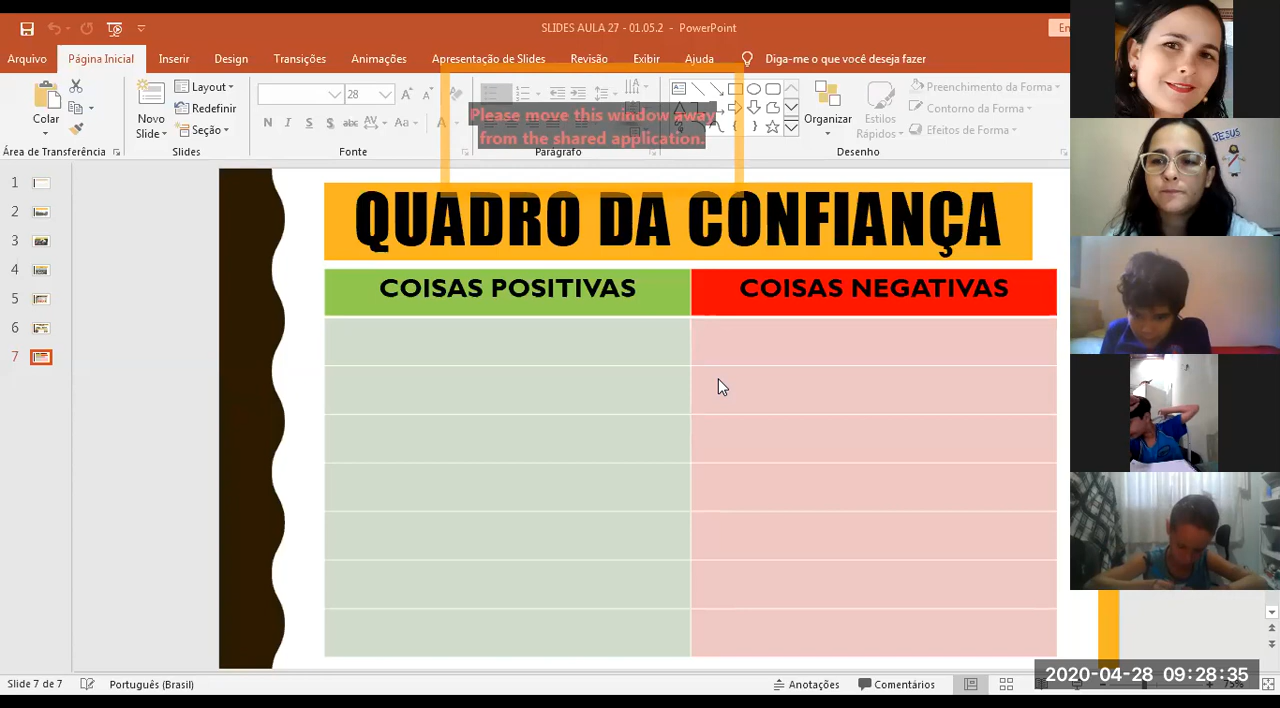 SLIDES AULA 27 - 01.05.2 - PowerPoint
En
Arquivo Página Inicial Inserir Design Transições Animações Apresentação de Slides Revisão Exibir Ajuda Diga-me o que você deseja fazer
Colar
Área de Transferência
Novo
Slide
Layout
Redefinir
Seção
Slides
28
N I S S abc AV Aa A
Fonte
Please move this window away
from the shared application.
Parágrafo
Organizar
Estilos
Rápidos
Preenchimento da Forma
Contorno da Forma
Efeitos de Forma
Desenho
1
2
3
4
5
6
7
QUADRO DA CONFIANÇA
COISAS POSITIVAS COISAS NEGATIVAS
JESUS
Slide 7 de 7 Português (Brasil) Anotações Comentários
2020-04-28 09:28:35